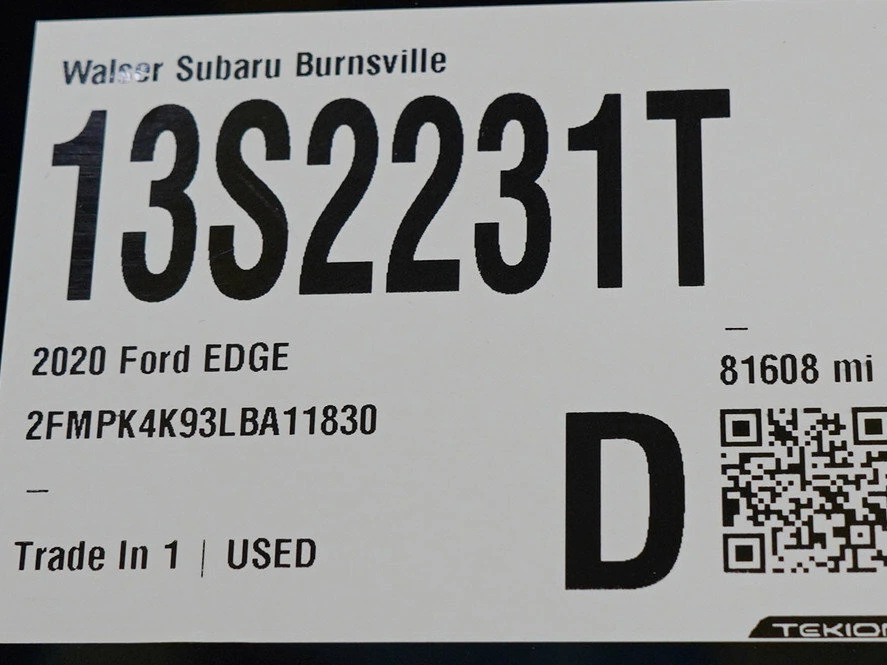 Walser Subaru Burnsville
13S2231T
2020 Ford EDGE
–
81608 mi
2FMPK4K93LBA11830
–
Trade In 1 | USED
D
TEKION